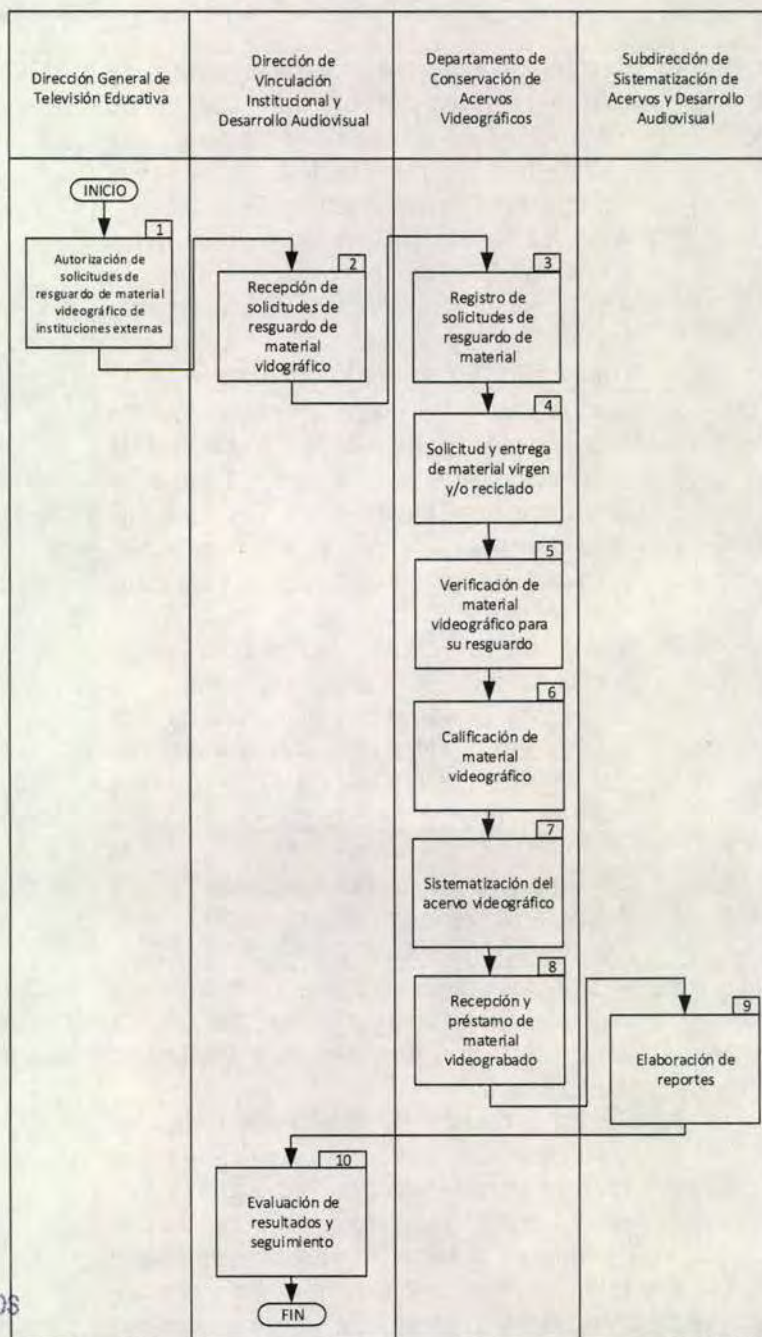 Dirección General de
Televisión Educativa
Dirección de
Vinculación
Institucional y
Desarrollo Audiovisual
Departamento de
Conservación de
Acervos
Videográficos
Subdirección de
Sistematización de
Acervos y Desarrollo
Audiovisual
INICIO
1
Autorización de
solicitudes de
resguardo de material
videográfico de
instituciones externas
2
Recepción de
solicitudes de
resguardo de
material
vidográfico
3
Registro de
solicitudes de
resguardo de
material
4
Solicitud y entrega
de material virgen
y/o reciclado
5
Verificación de
material
videográfico para
su resguardo
6
Calificación de
material
videográfico
7
Sistematización del
acervo videográfico
8
Recepción y
préstamo de
material
videograbado
9
Elaboración de
reportes
10
Evaluación de
resultados y
seguimiento
FIN